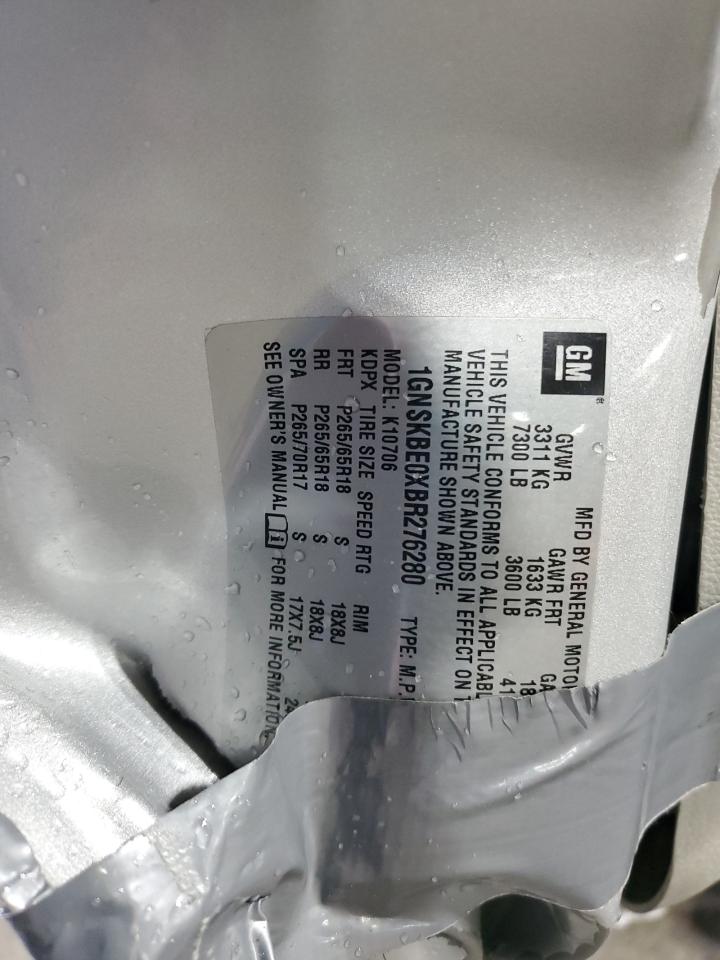 GM
MFD BY GENERAL MOTO
GVWR GAWR FRT GA
3311 KG 1633 KG 18
7300 LB 3600 LB 41
THIS VEHICLE CONFORMS TO ALL APPLICABL
VEHICLE SAFETY STANDARDS IN EFFECT ON
MANUFACTURE SHOWN ABOVE.
1GNSKBE0XBR276280 TYPE: M.P.
MODEL: K10706
KDPX TIRE SIZE SPEED RTG RIM
FRT P265/65R18 S 18X8J
RR P265/65R18 S 18X8J
SPA P265/70R17 S 17X7.5J 24
SEE OWNER'S MANUAL i FOR MORE INFORMATION